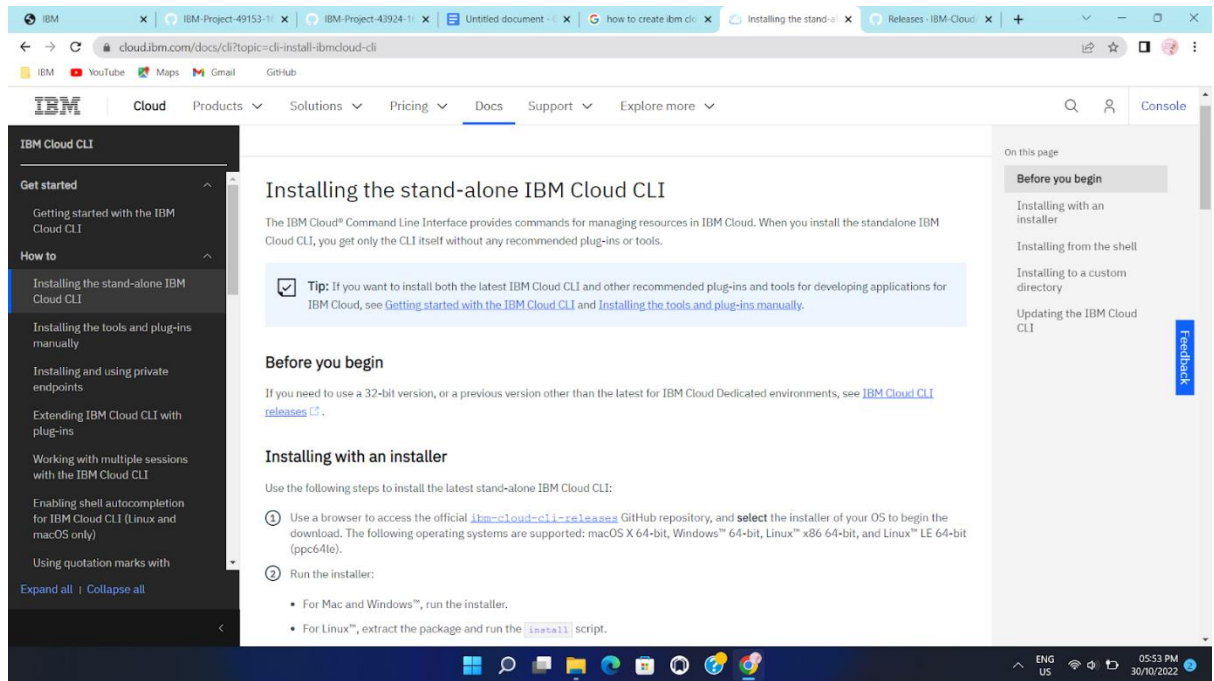 IBM
IBM-Project-49153-1
IBM-Project-43924-1
Untitled document -
how to create ibm clo
Installing the stand-a
Releases · IBM-Cloud
cloud.ibm.com/docs/cli?topic=cli-install-ibmcloud-cli
IBM YouTube Maps Gmail GitHub
IBM Cloud Products Solutions Pricing Docs Support Explore more Console
IBM Cloud CLI
Get started
Getting started with the IBM
Cloud CLI
How to
Installing the stand-alone IBM
Cloud CLI
Installing the tools and plug-ins
manually
Installing and using private
endpoints
Extending IBM Cloud CLI with
plug-ins
Working with multiple sessions
with the IBM Cloud CLI
Enabling shell autocompletion
for IBM Cloud CLI (Linux and
macOS only)
Using quotation marks with
Expand all | Collapse all
Installing the stand-alone IBM Cloud CLI
The IBM Cloud® Command Line Interface provides commands for managing resources in IBM Cloud. When you install the standalone IBM
Cloud CLI, you get only the CLI itself without any recommended plug-ins or tools.
Tip: If you want to install both the latest IBM Cloud CLI and other recommended plug-ins and tools for developing applications for
IBM Cloud, see Getting started with the IBM Cloud CLI and Installing the tools and plug-ins manually.
Before you begin
If you need to use a 32-bit version, or a previous version other than the latest for IBM Cloud Dedicated environments, see IBM Cloud CLI
releases .
Installing with an installer
Use the following steps to install the latest stand-alone IBM Cloud CLI:
1 Use a browser to access the official ibm-cloud-cli-releases GitHub repository, and select the installer of your OS to begin the
download. The following operating systems are supported: macOS X 64-bit, Windows™ 64-bit, Linux™ x86 64-bit, and Linux™ LE 64-bit
(ppc64le).
2 Run the installer:
• For Mac and Windows™, run the installer.
• For Linux™, extract the package and run the install script.
On this page
Before you begin
Installing with an
installer
Installing from the shell
Installing to a custom
directory
Updating the IBM Cloud
CLI
Feedback
ENG
US
05:53 PM
30/10/2022
2